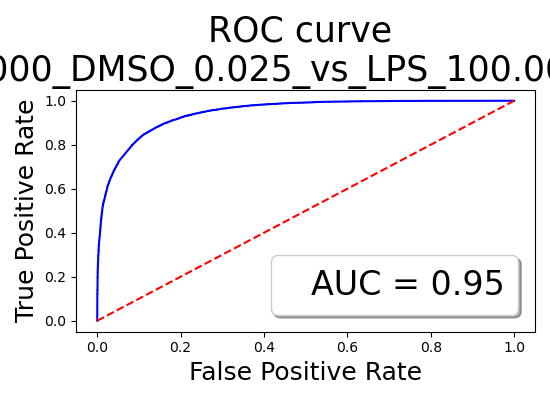 ROC curve
000_DMSO_0.025_vs_LPS_100.00
True Positive Rate
1.0
0.8
0.6
0.4
0.2
0.0
AUC = 0.95
0.0 0.2 0.4 0.6 0.8 1.0
False Positive Rate